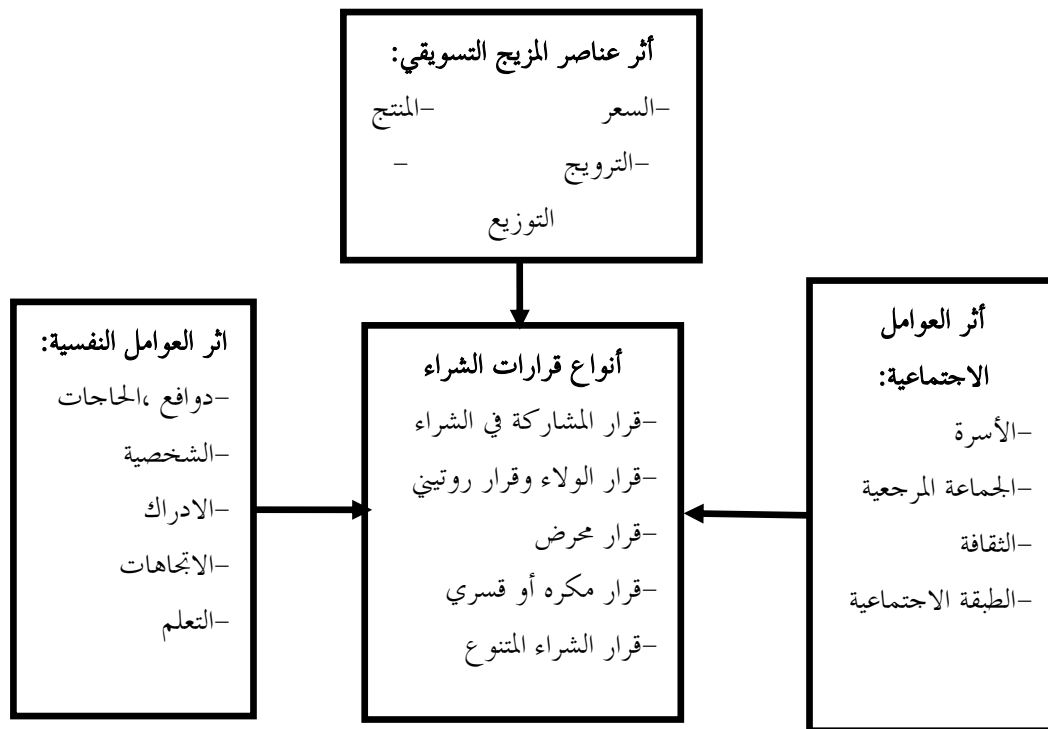 أثر عناصر المزيج التسويقي:
-السعر -المنتج
-الترويج -
التوزيع
أثر العوامل
الاجتماعية:
-الأسرة
-الجماعة المرجعية
-الثقافة
-الطبقة الاجتماعية
أنواع قرارات الشراء
-قرار المشاركة في الشراء
-قرار الولاء وقرار روتيني
-قرار محرض
-قرار مكره أو قسري
-قرار الشراء المتنوع
اثر العوامل النفسية:
-دوافع ،الحاجات
-الشخصية
-الادراك
-الاتجاهات
-التعلم